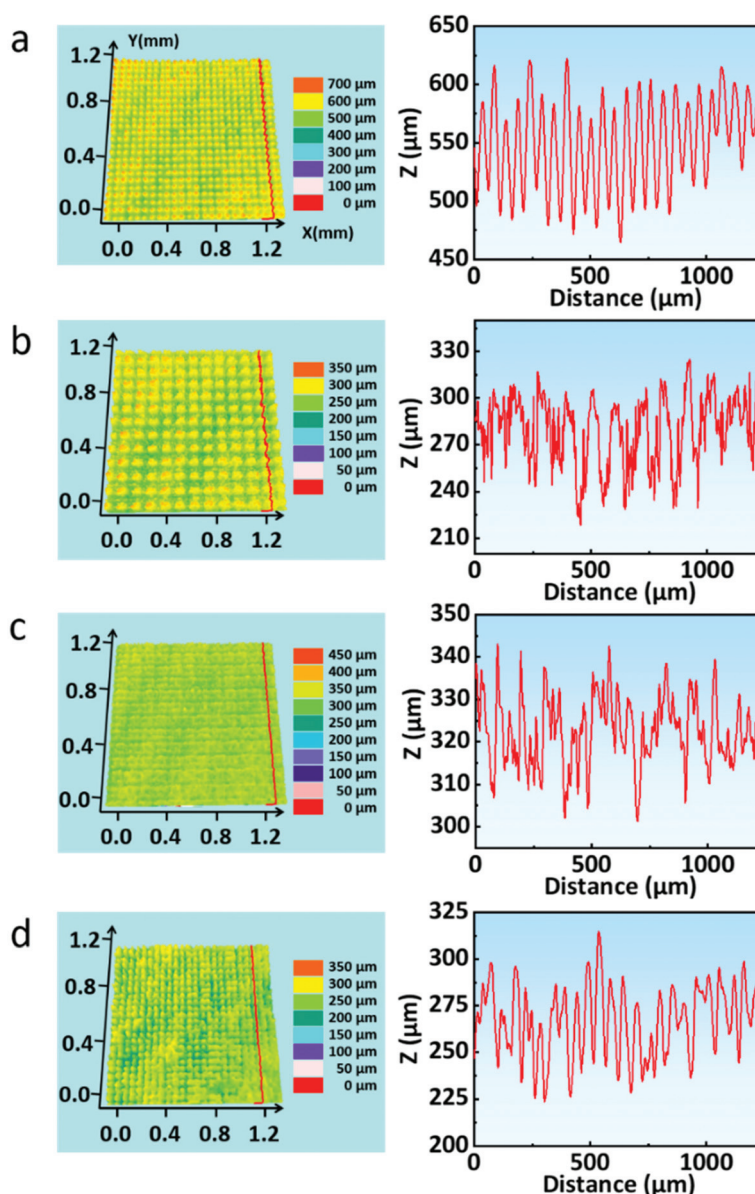 a
Y(mm)
1.2
0.8
0.4
0.0
0.0 0.4 0.8 1.2
X(mm)
700 µm
600 µm
500 µm
400 µm
300 µm
200 µm
100 µm
0 µm
Z (µm)
650
600
550
500
450
0 500 1000
Distance (µm)
b
1.2
0.8
0.4
0.0
0.0 0.4 0.8 1.2
350 µm
300 µm
250 µm
200 µm
150 µm
100 µm
50 µm
0 µm
Z (µm)
330
300
270
240
210
0 500 1000
Distance (µm)
c
1.2
0.8
0.4
0.0
0.0 0.4 0.8 1.2
450 µm
400 µm
350 µm
300 µm
250 µm
200 µm
150 µm
100 µm
50 µm
0 µm
Z (µm)
350
340
330
320
310
300
0 500 1000
Distance (µm)
d
1.2
0.8
0.4
0.0
0.0 0.4 0.8 1.2
350 µm
300 µm
250 µm
200 µm
150 µm
100 µm
50 µm
0 µm
Z (µm)
325
300
275
250
225
200
0 500 1000
Distance (µm)